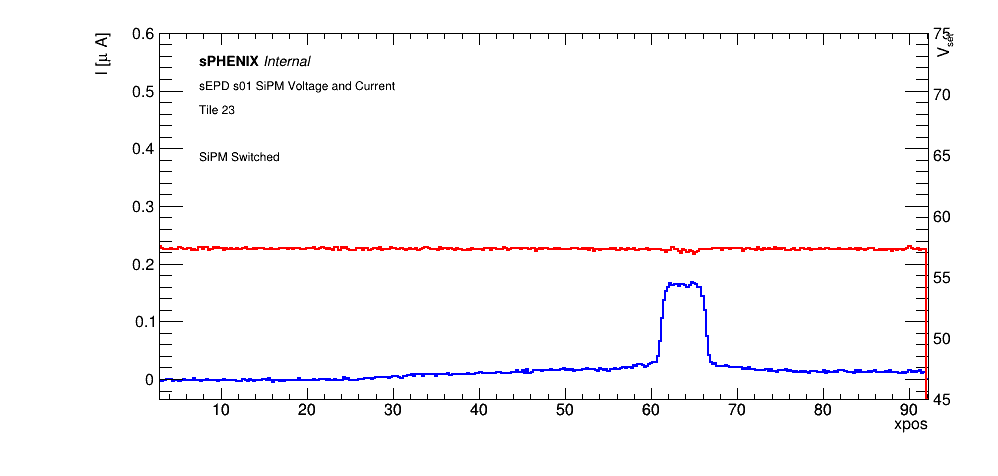 I [μ A]
0.6
0.5
0.4
0.3
0.2
0.1
0
sPHENIX Internal
sEPD s01 SiPM Voltage and Current
Tile 23
SiPM Switched
75
70
65
60
55
50
45
Vset
10 20 30 40 50 60 70 80 90
xpos